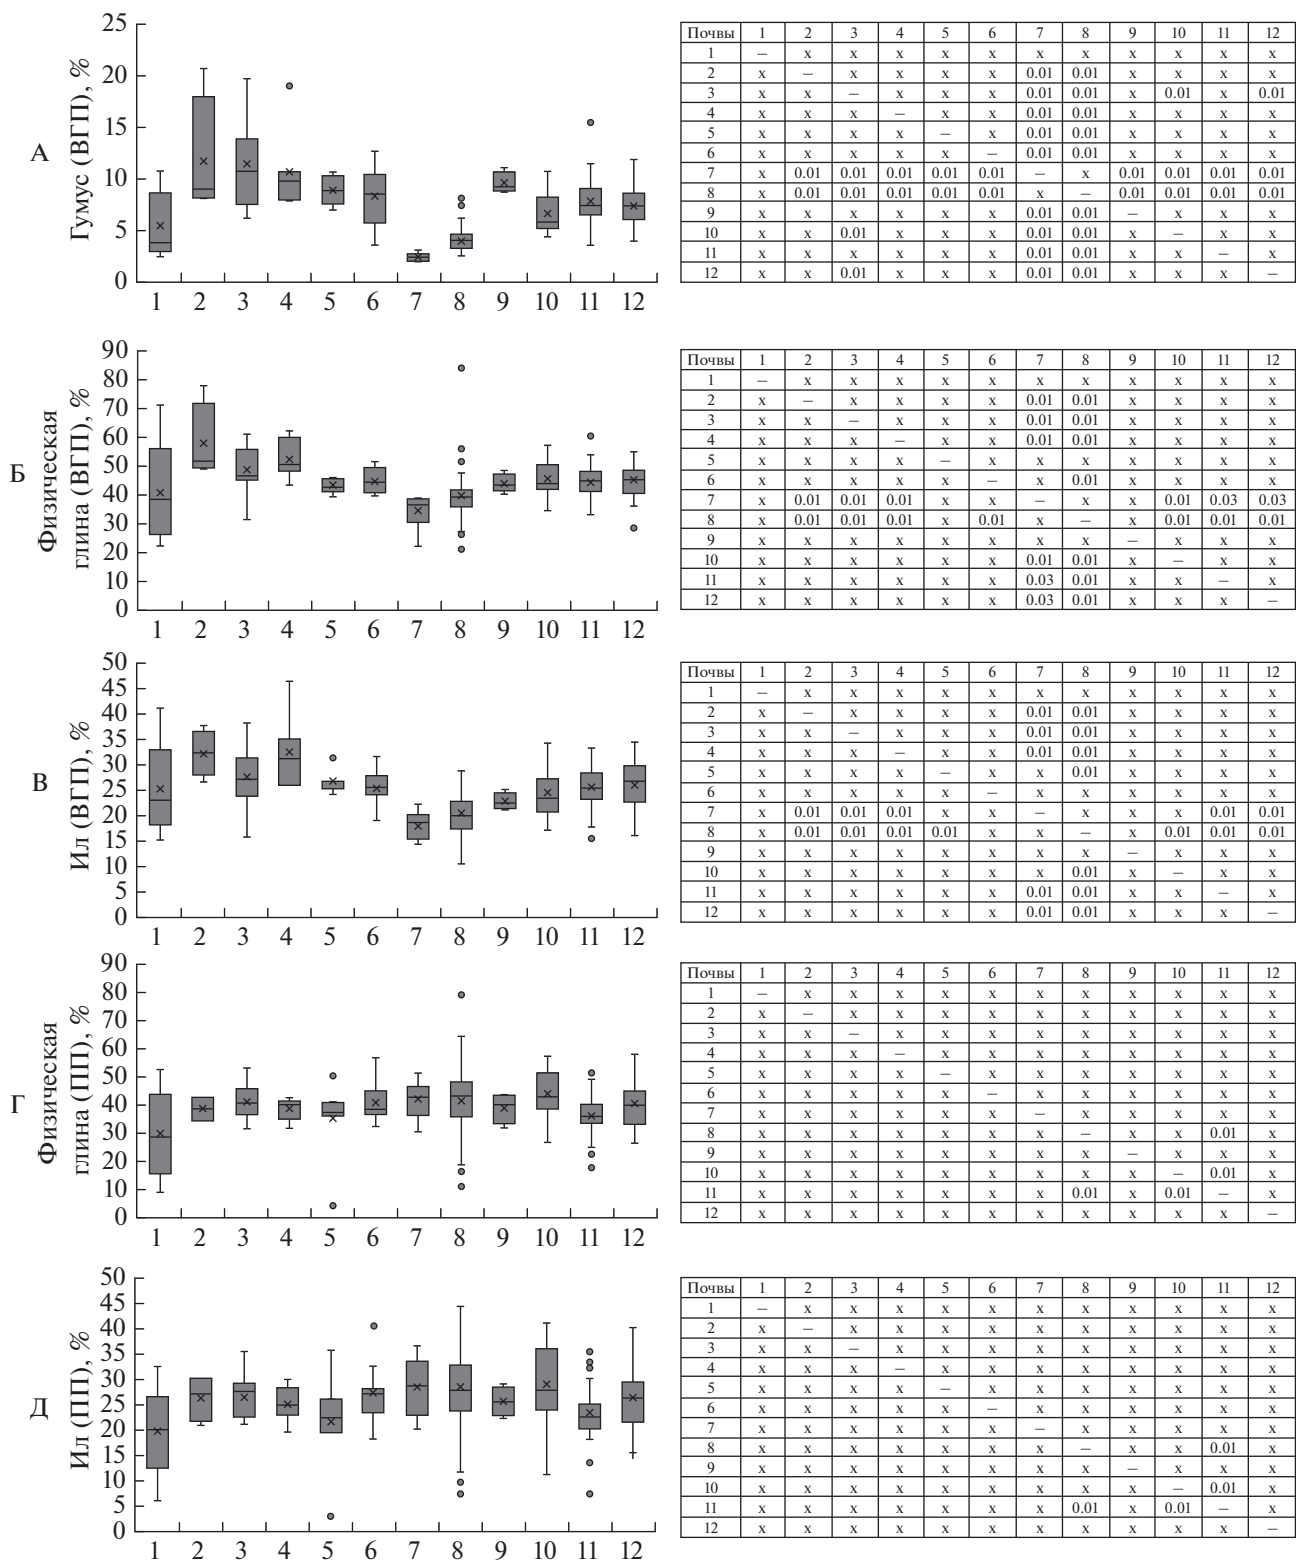 А
Гумус (ВГП), %
25
20
15
10
5
0
1 2 3 4 5 6 7 8 9 10 11 12
Почвы 1 2 3 4 5 6 7 8 9 10 11 12
1 – x x x x x x x x x x x
2 x – x x x x 0.01 0.01 x x x x
3 x x – x x x 0.01 0.01 x 0.01 x 0.01
4 x x x – x x 0.01 0.01 x x x x
5 x x x x – x 0.01 0.01 x x x x
6 x x x x x – 0.01 0.01 x x x x
7 x 0.01 0.01 0.01 0.01 0.01 – x 0.01 0.01 0.01 0.01
8 x 0.01 0.01 0.01 0.01 0.01 x – 0.01 0.01 0.01 0.01
9 x x x x x x 0.01 0.01 – x x x
10 x x 0.01 x x x 0.01 0.01 x – x x
11 x x x x x x 0.01 0.01 x x – x
12 x x 0.01 x x x 0.01 0.01 x x x –
Б
Физическая
глина (ВГП), %
90
80
70
60
50
40
30
20
10
0
1 2 3 4 5 6 7 8 9 10 11 12
Почвы 1 2 3 4 5 6 7 8 9 10 11 12
1 – x x x x x x x x x x x
2 x – x x x x 0.01 0.01 x x x x
3 x x – x x x 0.01 0.01 x x x x
4 x x x – x x 0.01 0.01 x x x x
5 x x x x – x x x x x x x
6 x x x x x – x 0.01 x x x x
7 x 0.01 0.01 0.01 x x – x x 0.01 0.03 0.03
8 x 0.01 0.01 0.01 x 0.01 x – x 0.01 0.01 0.01
9 x x x x x x x x – x x x
10 x x x x x x 0.01 0.01 x – x x
11 x x x x x x 0.03 0.01 x x – x
12 x x x x x x 0.03 0.01 x x x –
В
Ил (ВГП), %
50
45
40
35
30
25
20
15
10
5
0
1 2 3 4 5 6 7 8 9 10 11 12
Почвы 1 2 3 4 5 6 7 8 9 10 11 12
1 – x x x x x x x x x x x
2 x – x x x x 0.01 0.01 x x x x
3 x x – x x x 0.01 0.01 x x x x
4 x x x – x x 0.01 0.01 x x x x
5 x x x x – x x 0.01 x x x x
6 x x x x x – x x x x x x
7 x 0.01 0.01 0.01 x x – x x x 0.01 0.01
8 x 0.01 0.01 0.01 0.01 x x – x 0.01 0.01 0.01
9 x x x x x x x x – x x x
10 x x x x x x x 0.01 x – x x
11 x x x x x x 0.01 0.01 x x – x
12 x x x x x x 0.01 0.01 x x x –
Г
Физическая
глина (ПП), %
90
80
70
60
50
40
30
20
10
0
1 2 3 4 5 6 7 8 9 10 11 12
Почвы 1 2 3 4 5 6 7 8 9 10 11 12
1 – x x x x x x x x x x x
2 x – x x x x x x x x x x
3 x x – x x x x x x x x x
4 x x x – x x x x x x x x
5 x x x x – x x x x x x x
6 x x x x x – x x x x x x
7 x x x x x x – x x x x x
8 x x x x x x x – x x 0.01 x
9 x x x x x x x x – x x x
10 x x x x x x x x x – 0.01 x
11 x x x x x x x 0.01 x 0.01 – x
12 x x x x x x x x x x x –
Д
Ил (ПП), %
50
45
40
35
30
25
20
15
10
5
0
1 2 3 4 5 6 7 8 9 10 11 12
Почвы 1 2 3 4 5 6 7 8 9 10 11 12
1 – x x x x x x x x x x x
2 x – x x x x x x x x x x
3 x x – x x x x x x x x x
4 x x x – x x x x x x x x
5 x x x x – x x x x x x x
6 x x x x x – x x x x x x
7 x x x x x x – x x x x x
8 x x x x x x x – x x 0.01 x
9 x x x x x x x x – x x x
10 x x x x x x x x x – 0.01 x
11 x x x x x x x 0.01 x 0.01 – x
12 x x x x x x x x x x x –